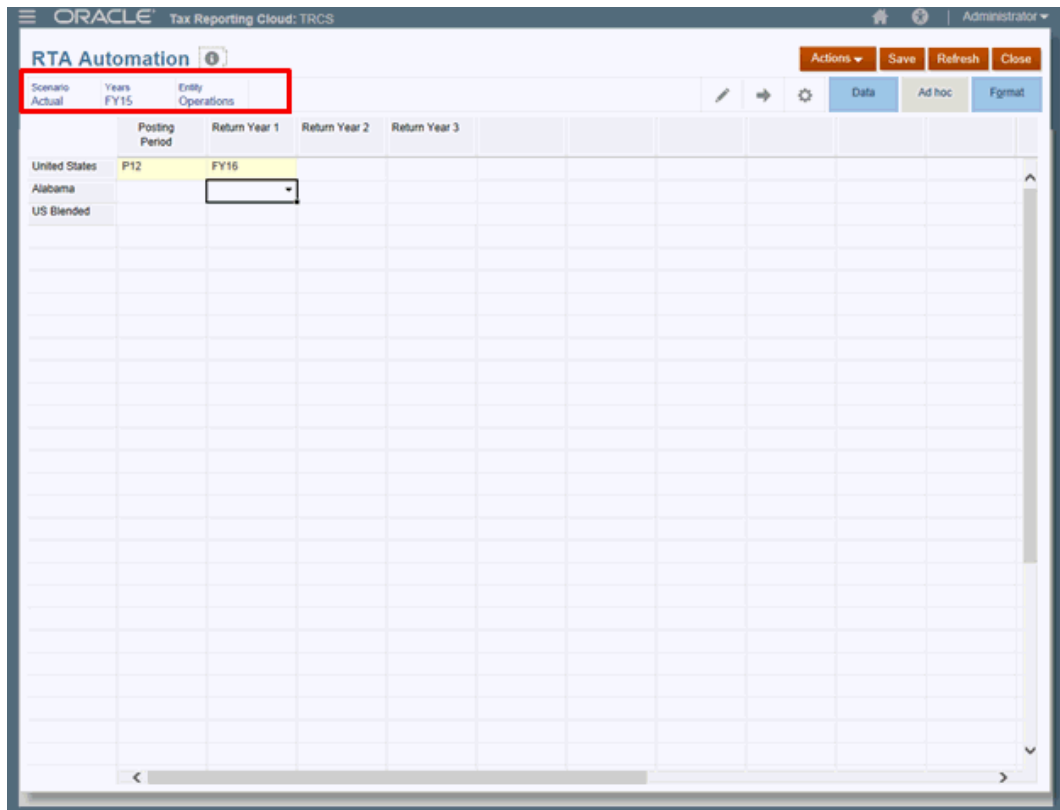 ORACLE® Tax Reporting Cloud: TRCS Administrator
RTA Automation
Actions Save Refresh Close
Scenario Years Entity
Actual FY15 Operations
Data Ad hoc Format
Posting Period Return Year 1 Return Year 2 Return Year 3
United States P12 FY16
Alabama
US Blended